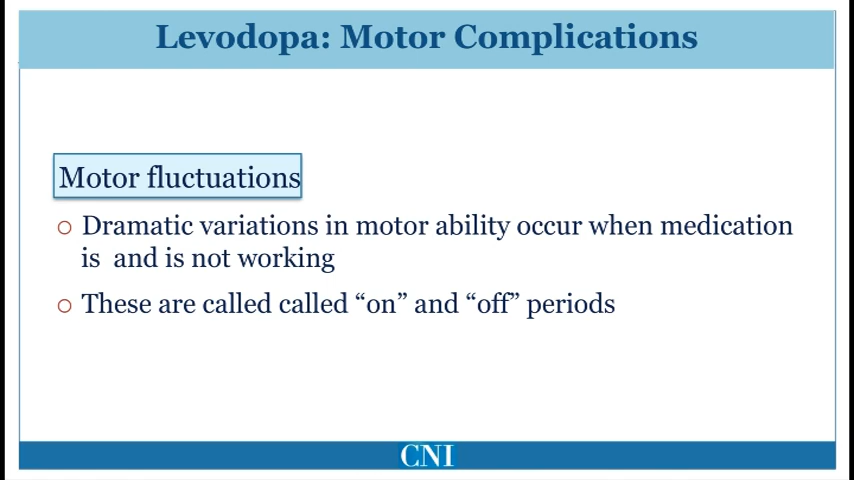 Levodopa: Motor Complications
Motor fluctuations
Dramatic variations in motor ability occur when medication
is and is not working
These are called called “on” and “off” periods
CNI